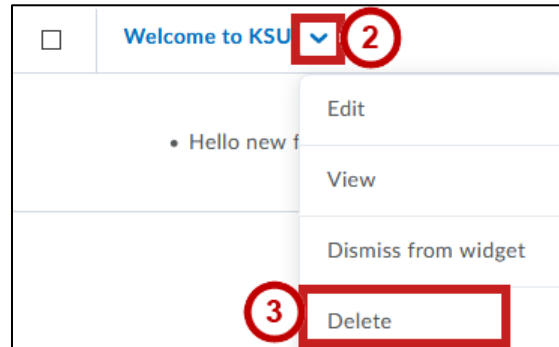 Welcome to KSU
2
Edit
• Hello new f
View
Dismiss from widget
3
Delete